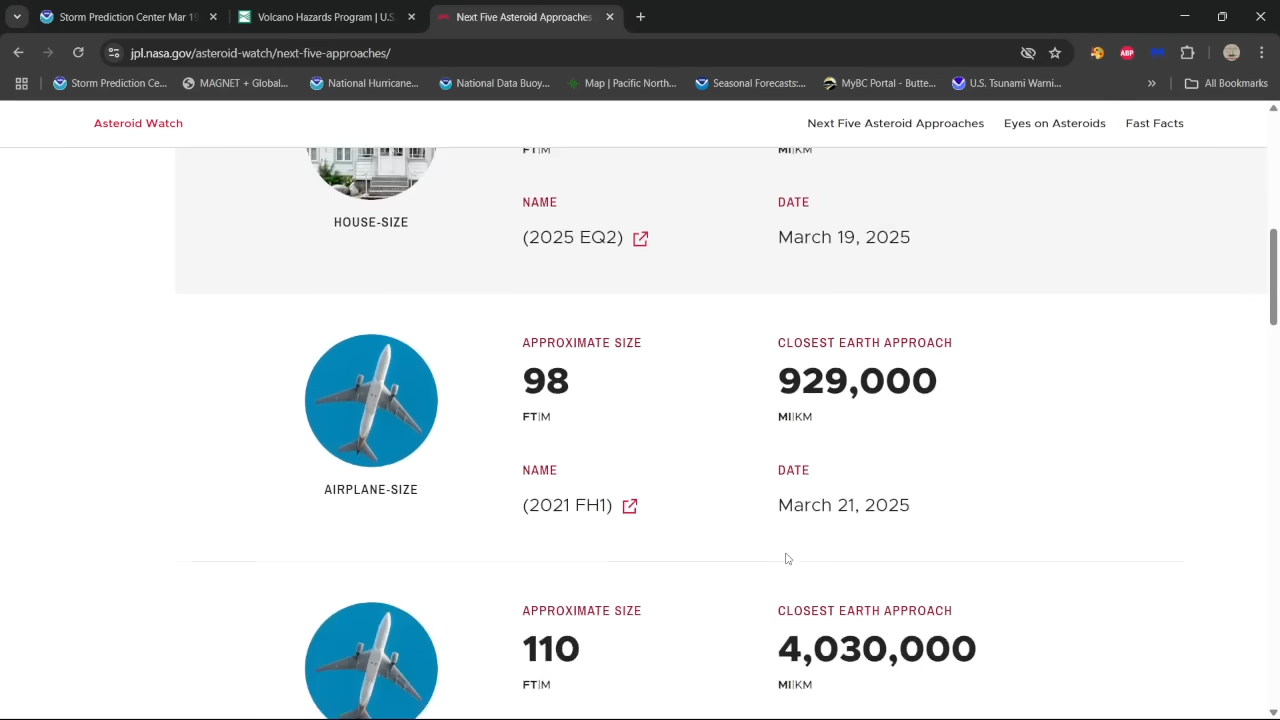 Storm Prediction Center Mar 19
Volcano Hazards Program | U.S.
Next Five Asteroid Approaches
jpl.nasa.gov/asteroid-watch/next-five-approaches/
ABP
Storm Prediction Ce...
MAGNET + Global...
National Hurricane...
National Data Buoy...
Map | Pacific North...
Seasonal Forecasts:...
MyBC Portal - Butte...
U.S. Tsunami Warni...
»
All Bookmarks
Asteroid Watch
Next Five Asteroid Approaches
Eyes on Asteroids
Fast Facts
FT|M
MI|KM
HOUSE-SIZE
NAME
DATE
(2025 EQ2)
March 19, 2025
APPROXIMATE SIZE
CLOSEST EARTH APPROACH
98
929,000
FT|M
MI|KM
NAME
DATE
AIRPLANE-SIZE
(2021 FH1)
March 21, 2025
APPROXIMATE SIZE
CLOSEST EARTH APPROACH
110
4,030,000
FT|M
MI|KM